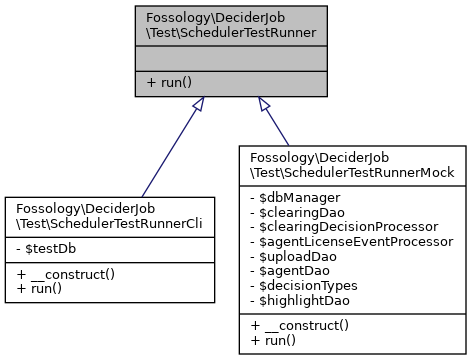 Fossology\DeciderJob
\Test\SchedulerTestRunner
+ run()
Fossology\DeciderJob
\Test\SchedulerTestRunnerCli
- $testDb
+ __construct()
+ run()
Fossology\DeciderJob
\Test\SchedulerTestRunnerMock
- $dbManager
- $clearingDao
- $clearingDecisionProcessor
- $agentLicenseEventProcessor
- $uploadDao
- $agentDao
- $decisionTypes
- $highlightDao
+ __construct()
+ run()